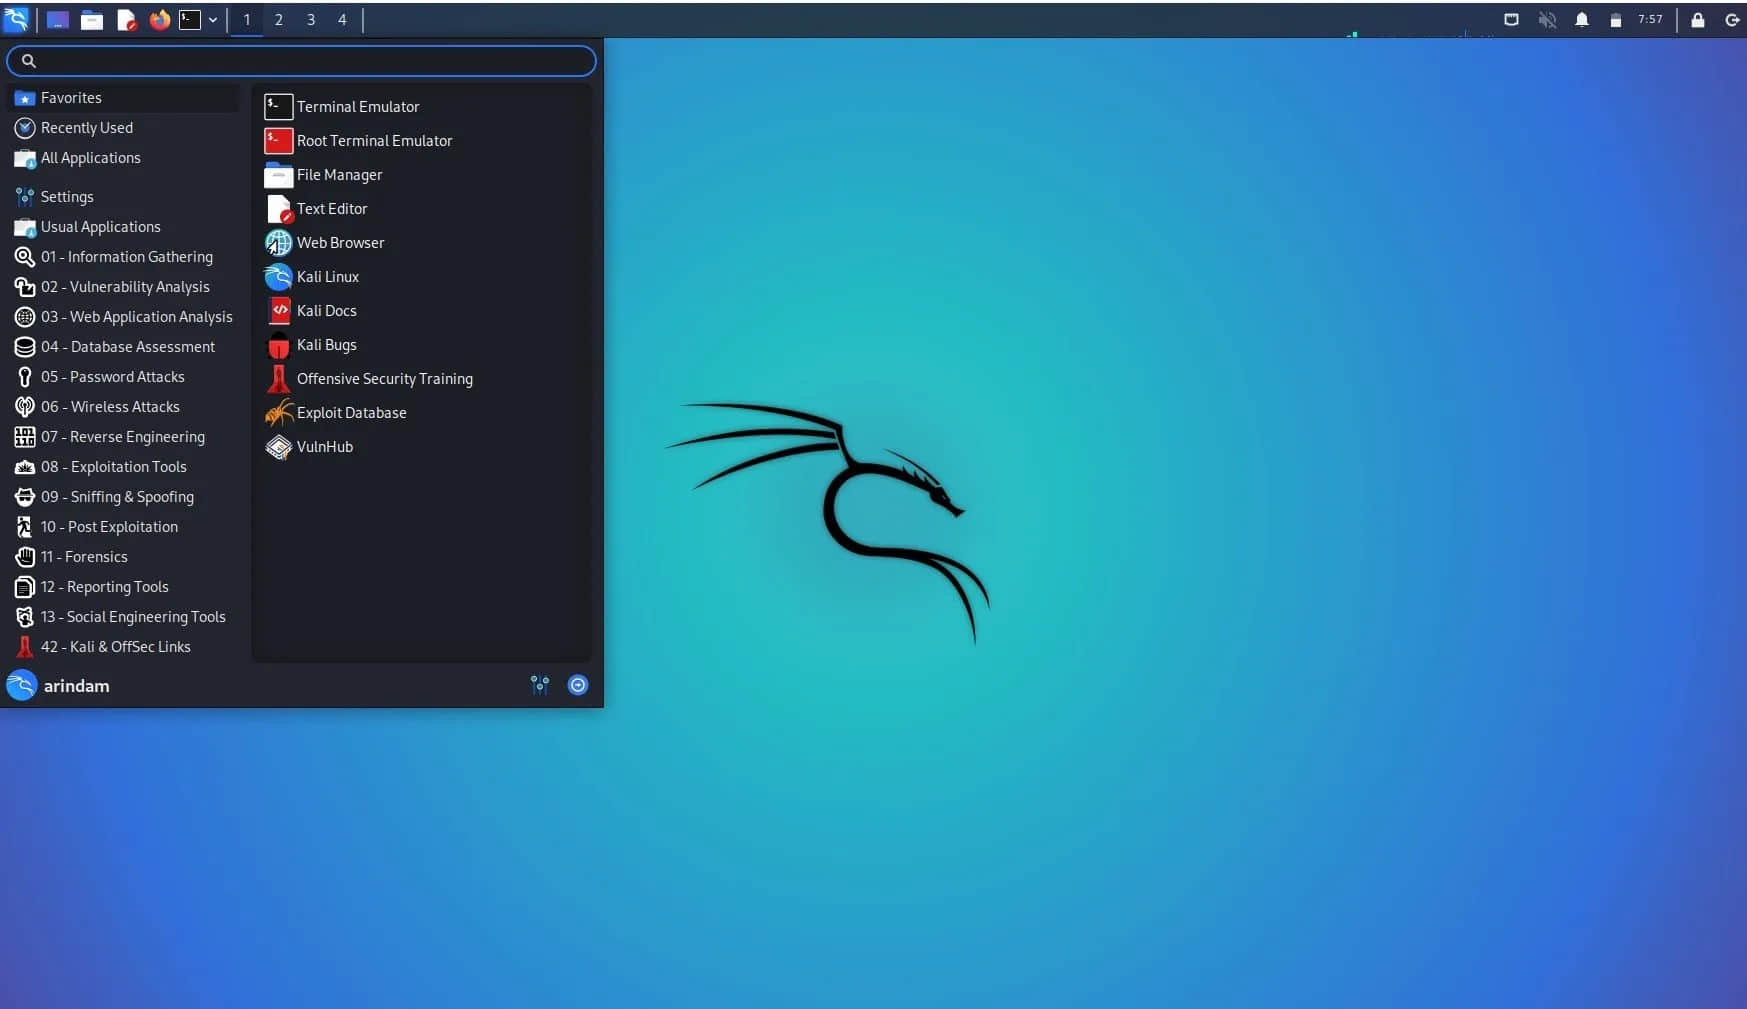 1 2 3 4
7:57
Favorites
Recently Used
All Applications
Settings
Usual Applications
01 - Information Gathering
02 - Vulnerability Analysis
03 - Web Application Analysis
04 - Database Assessment
05 - Password Attacks
06 - Wireless Attacks
07 - Reverse Engineering
08 - Exploitation Tools
09 - Sniffing & Spoofing
10 - Post Exploitation
11 - Forensics
12 - Reporting Tools
13 - Social Engineering Tools
42 - Kali & OffSec Links
Terminal Emulator
Root Terminal Emulator
File Manager
Text Editor
Web Browser
Kali Linux
Kali Docs
Kali Bugs
Offensive Security Training
Exploit Database
VulnHub
arindam